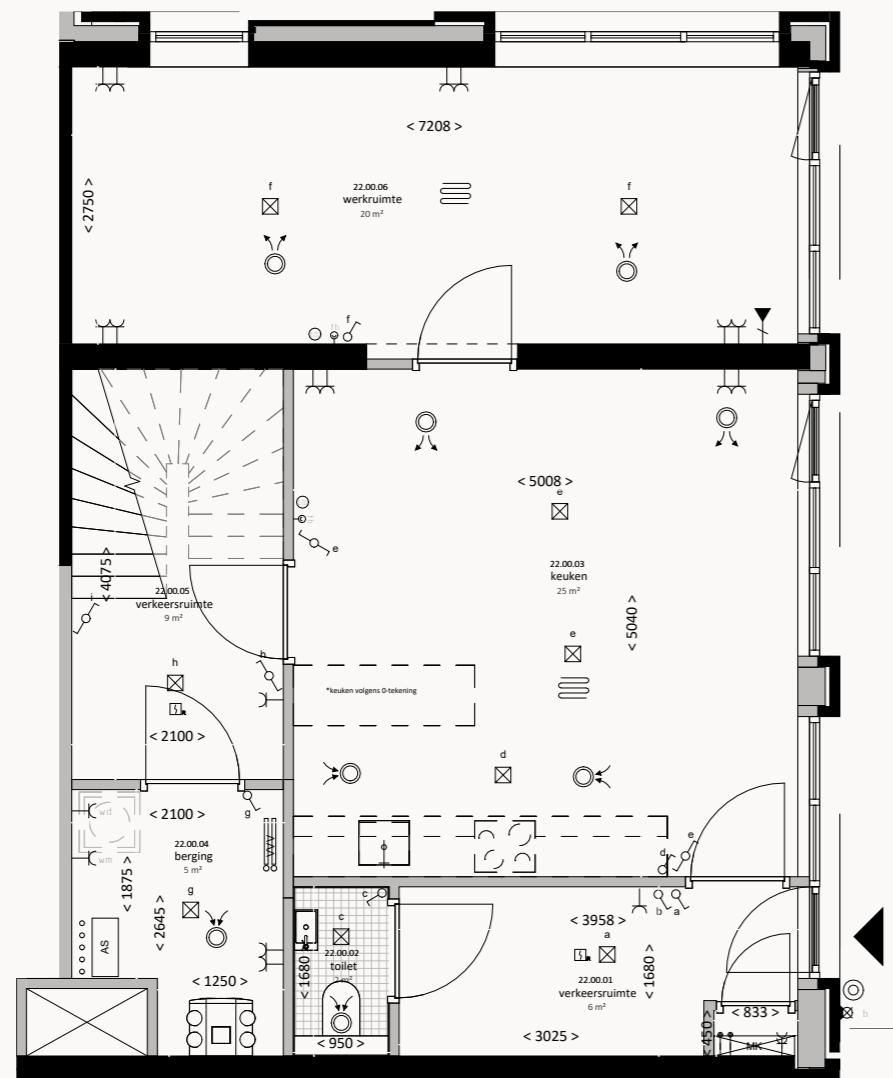 < 7208 >
< 2750 >
f
22.00.06
werkruimte
20 m²
f
f
< 5008 >
e
e
22.00.03
keuken
25 m²
< 4075 >
22.00.05
verkeersruimte
9 m²
i
< 5040 >
e
h
h
*keuken volgens 0-tekening
< 2100 >
d
wd
< 2100 >
g
22.00.04
berging
5 m²
wm
< 1875 >
e
d
g
< 2645 >
AS
c
c
22.00.02
toilet
2 m²
< 1680 >
b
a
< 3958 >
a
22.00.01
verkeersruimte
6 m²
< 1680 >
< 1250 >
< 950 >
< 3025 >
< 833 >
< 450 >
MK
b